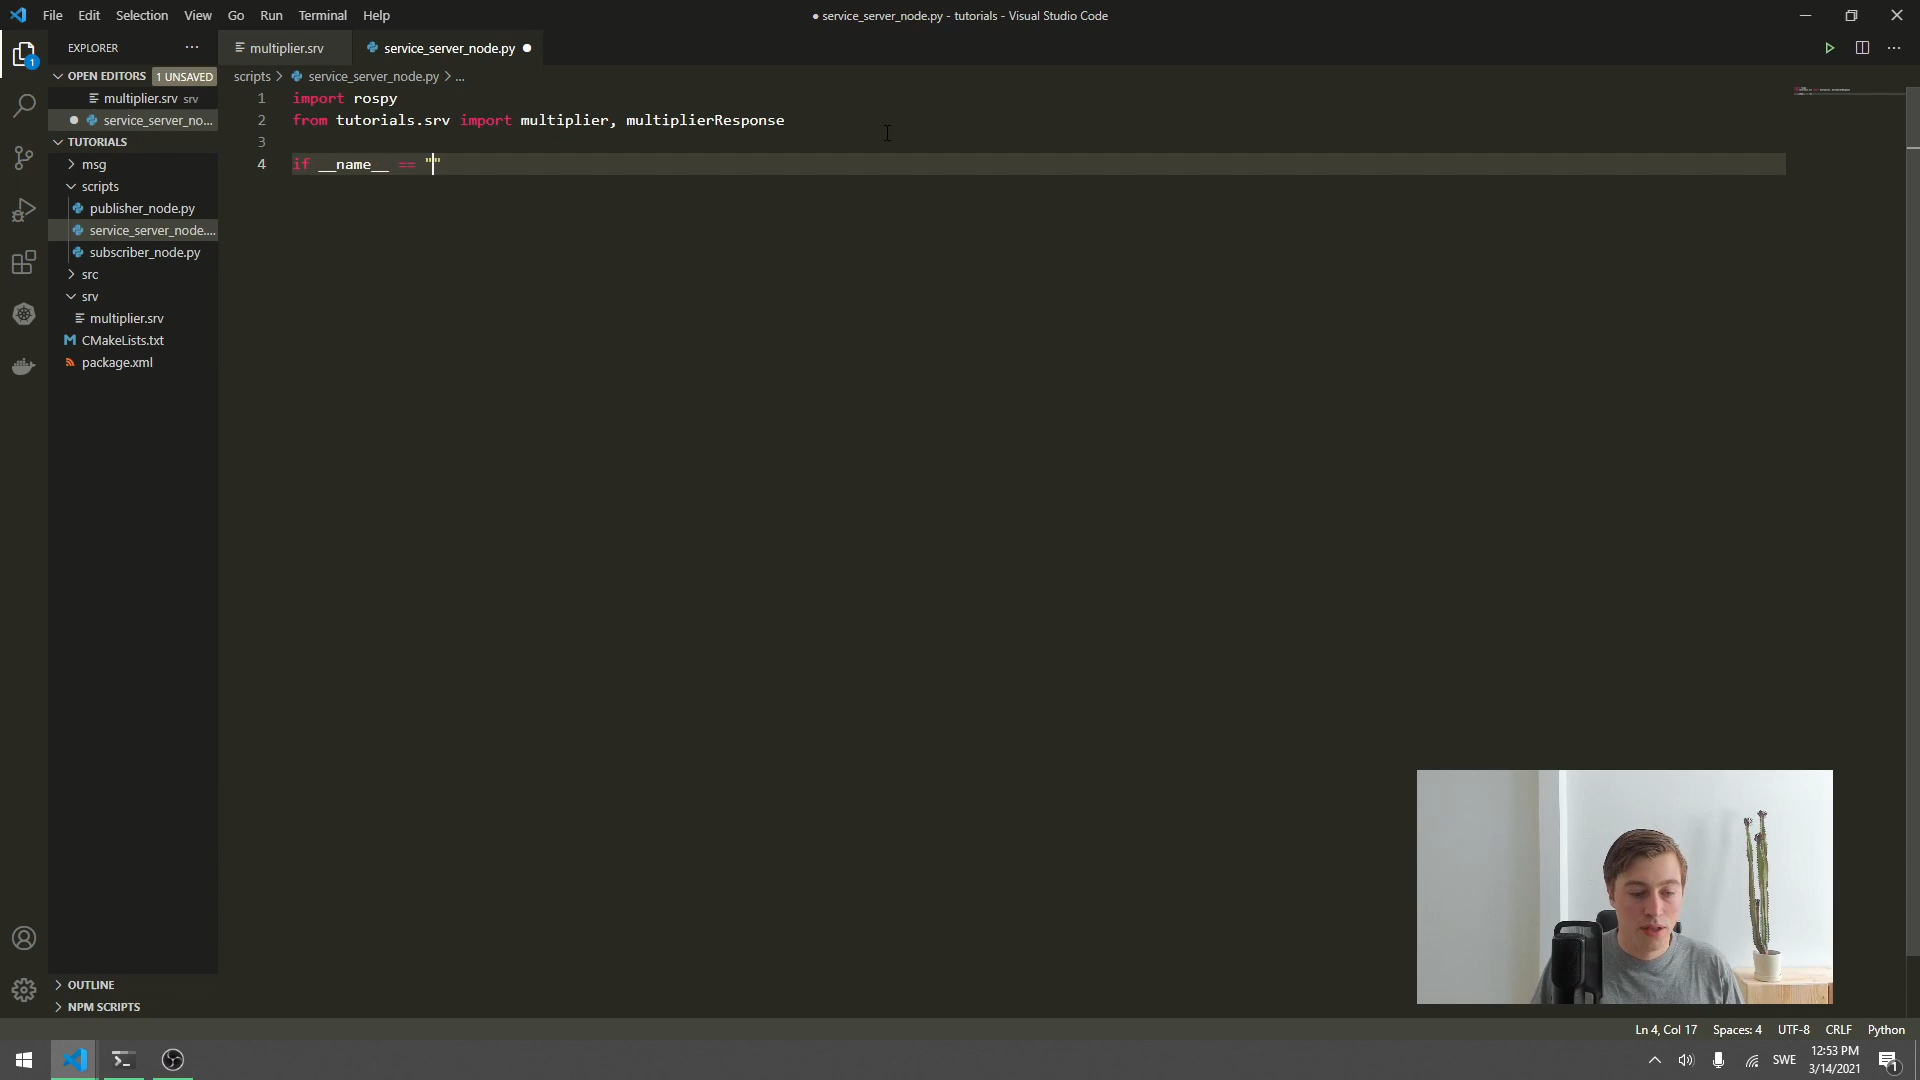 File Edit Selection View Go Run Terminal Help
● service_server_node.py - tutorials - Visual Studio Code
EXPLORER ···
multiplier.srv
service_server_node.py ●
OPEN EDITORS 1 UNSAVED
multiplier.srv srv
● service_server_no...
scripts > service_server_node.py > ...
TUTORIALS
msg
scripts
publisher_node.py
service_server_node....
subscriber_node.py
src
srv
multiplier.srv
CMakeLists.txt
package.xml
OUTLINE
NPM SCRIPTS
1 import rospy
2 from tutorials.srv import multiplier, multiplierResponse
3
4 if __name__ == ""
Ln 4, Col 17 Spaces: 4 UTF-8 CRLF Python
SWE
12:53 PM
3/14/2021
1
1